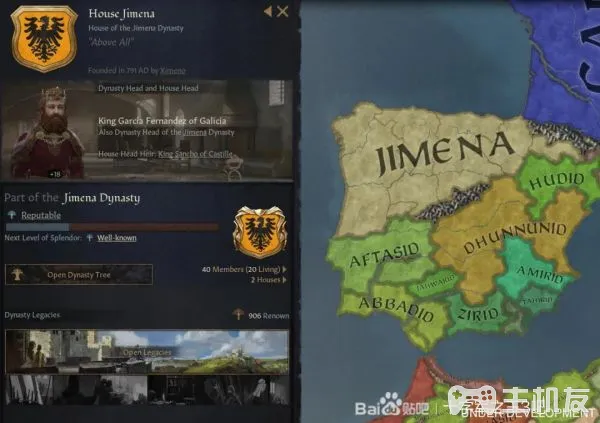 House Jimena
House of the Jimena Dynasty
"Above All"
Founded in 791 AD by Xemeno
Dynasty Head and House Head
King García Fernandez of Galicia
Also Dynasty Head of the Jimena Dynasty
House Head Heir: King Sancho of Castille
+18
Part of the Jimena Dynasty
Reputable
Next Level of Splendor: Well-known
Open Dynasty Tree
40 Members (20 Living)
2 Houses
Dynasty Legacies
906 Renown
Open Legacies
JIMENA
HUDID
DHUNNUNID
AFTASID
JAHWARID
AMIRID
ABBADID
ZIRID
TAHIRID
Baidu贴吧
主机友
UNDER DEVELOPMENT